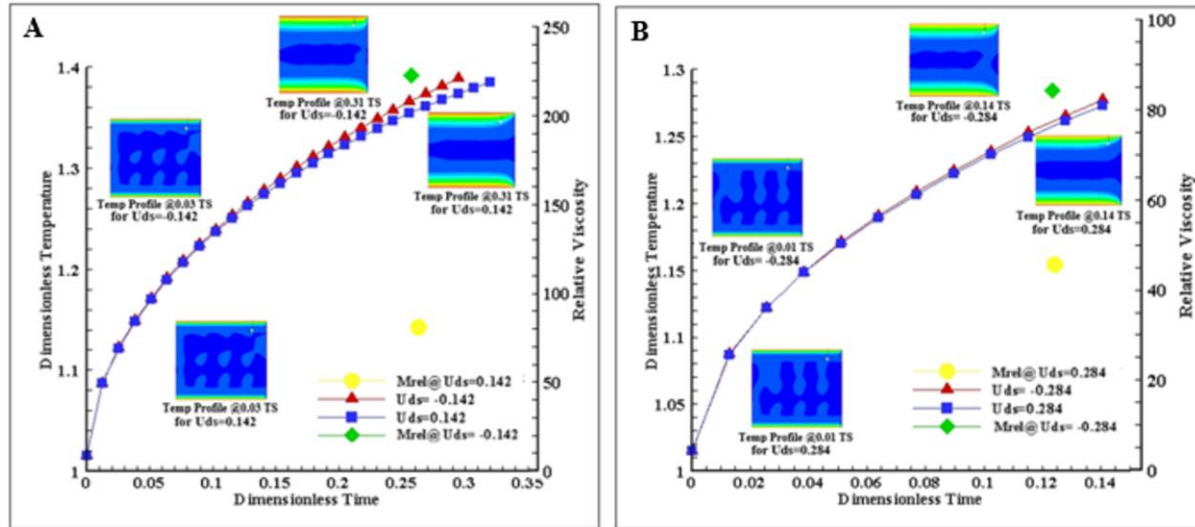 A
Dimensionless Temperature
1.4
1.3
1.2
1.1
1
0
0.05
0.1
0.15
0.2
0.25
0.3
0.35
Dimensionless Time
250
200
150
100
50
0
Relative Viscosity
Temp Profile @0.31 TS
for Uds=-0.142
Temp Profile @0.03 TS
for Uds=-0.142
Temp Profile @0.31 TS
for Uds=0.142
Temp Profile @0.03 TS
for Uds=0.142
Mrel@ Uds=0.142
Uds= -0.142
Uds=0.142
Mrel@ Uds= -0.142
B
Dimensionless Temperature
1.3
1.25
1.2
1.15
1.1
1.05
1
0
0.02
0.04
0.06
0.08
0.1
0.12
0.14
Dimensionless Time
100
80
60
40
20
0
Relative Viscosity
Temp Profile @0.14 TS
for Uds= -0.284
Temp Profile @0.01 TS
for Uds= -0.284
Temp Profile @0.14 TS
for Uds=0.284
Temp Profile @0.01 TS
for Uds=0.284
Mrel@ Uds=0.284
Uds= -0.284
Uds=0.284
Mrel@ Uds= -0.284